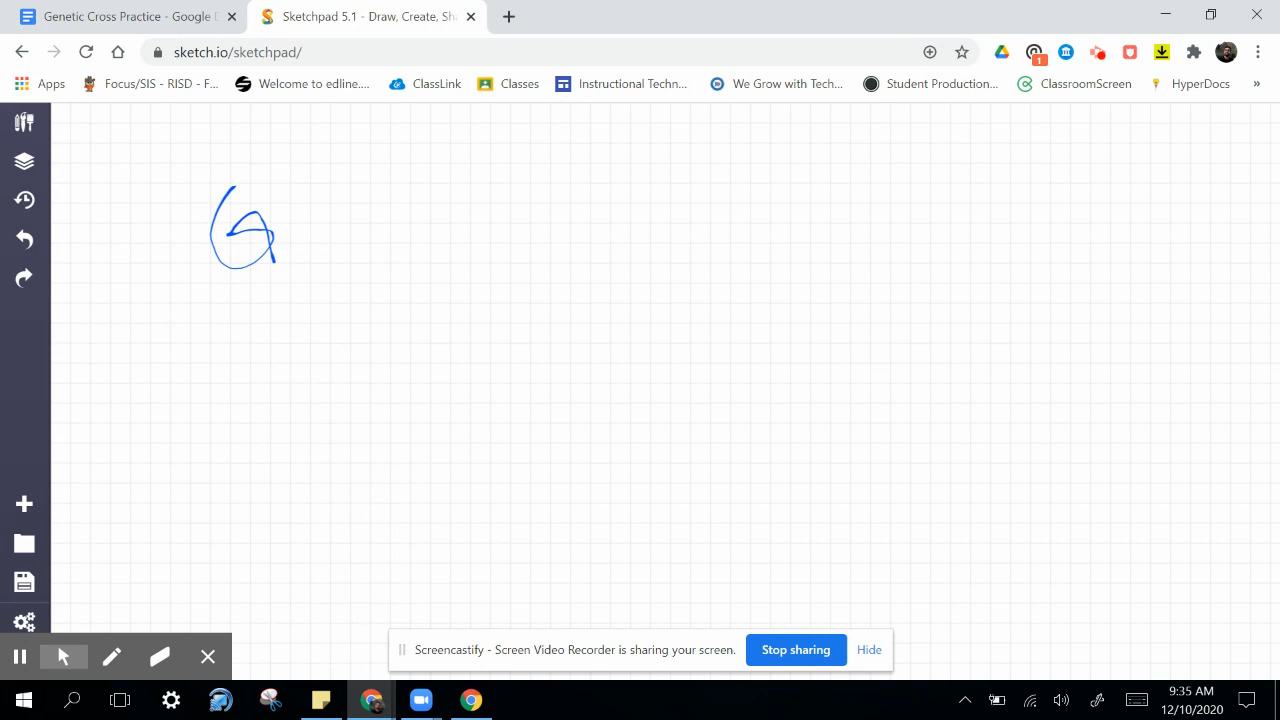 Genetic Cross Practice - Google D
Sketchpad 5.1 - Draw, Create, Sha
sketch.io/sketchpad/
1
Apps
Focus/SIS - RISD - F...
Welcome to edline....
ClassLink
Classes
Instructional Techn...
We Grow with Tech...
Student Production...
ClassroomScreen
HyperDocs
»
G
Screencastify - Screen Video Recorder is sharing your screen.
Stop sharing
Hide
9:35 AM
12/10/2020